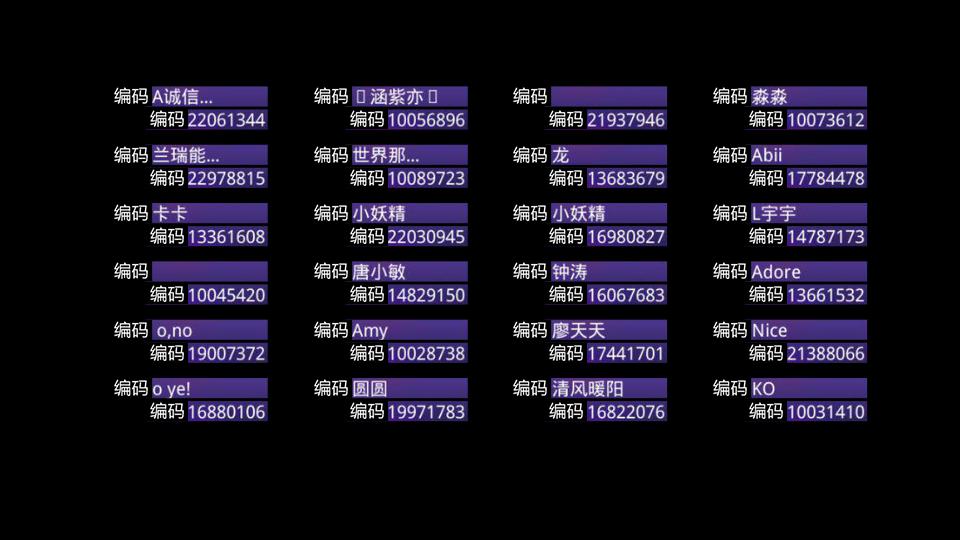 编码 A诚信...
编码 22061344
编码 涵紫亦
编码 10056896
编码
编码 21937946
编码 淼淼
编码 10073612
编码 兰瑞能...
编码 22978815
编码 世界那...
编码 10089723
编码 龙
编码 13683679
编码 Abii
编码 17784478
编码 卡卡
编码 13361608
编码 小妖精
编码 22030945
编码 小妖精
编码 16980827
编码 L宇宇
编码 14787173
编码
编码 10045420
编码 唐小敏
编码 14829150
编码 钟涛
编码 16067683
编码 Adore
编码 13661532
编码 o,no
编码 19007372
编码 Amy
编码 10028738
编码 廖天天
编码 17441701
编码 Nice
编码 21388066
编码 o ye!
编码 16880106
编码 圆圆
编码 19971783
编码 清风暖阳
编码 16822076
编码 KO
编码 10031410